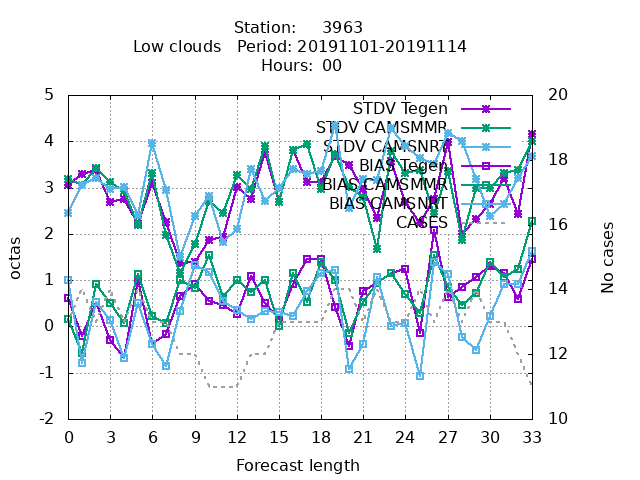 Station: 3963
Low clouds Period: 20191101-20191114
Hours: 00
5 20
STDV Tegen
STDV CAMSMMR
4
STDV CAMSNRT
18
BIAS Tegen
3 BIAS CAMSMMR
BIAS CAMSNRT
CASES 16
2
octas
No cases
1 14
0
12
-1
-2 10
0 3 6 9 12 15 18 21 24 27 30 33
Forecast length